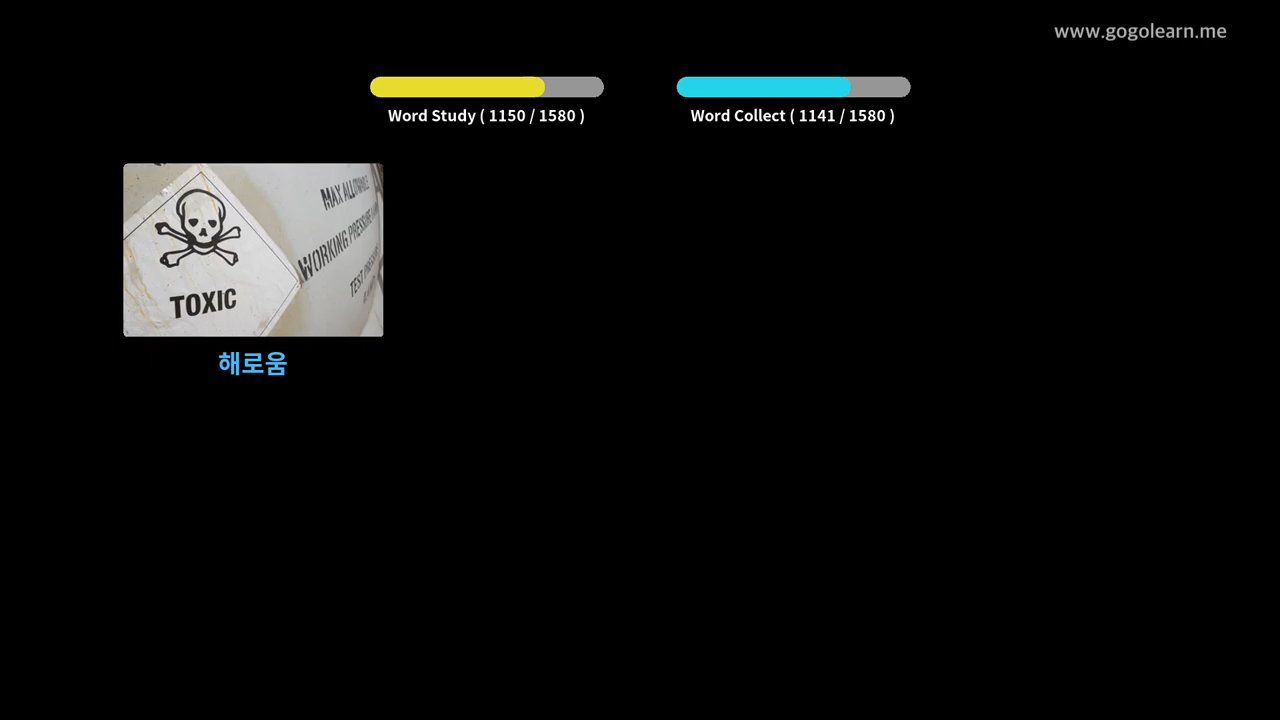 www.gogolearn.me
Word Study ( 1150 / 1580 )
Word Collect ( 1141 / 1580 )
MAX ALLOWABLE
WORKING PRESSURE
TEST
TOXIC
해로움